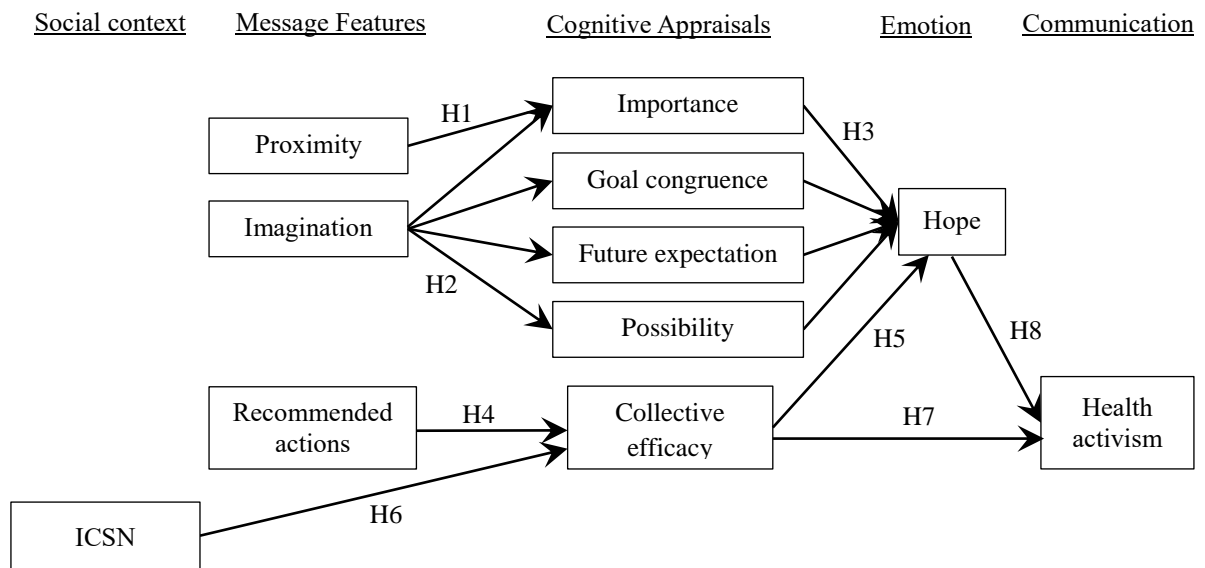 Social context
Message Features
Cognitive Appraisals
Emotion
Communication
Importance
H1
H3
Proximity
Goal congruence
Imagination
Hope
Future expectation
H2
Possibility
H5
H8
Recommended
actions
H4
Collective
efficacy
H7
Health
activism
H6
ICSN